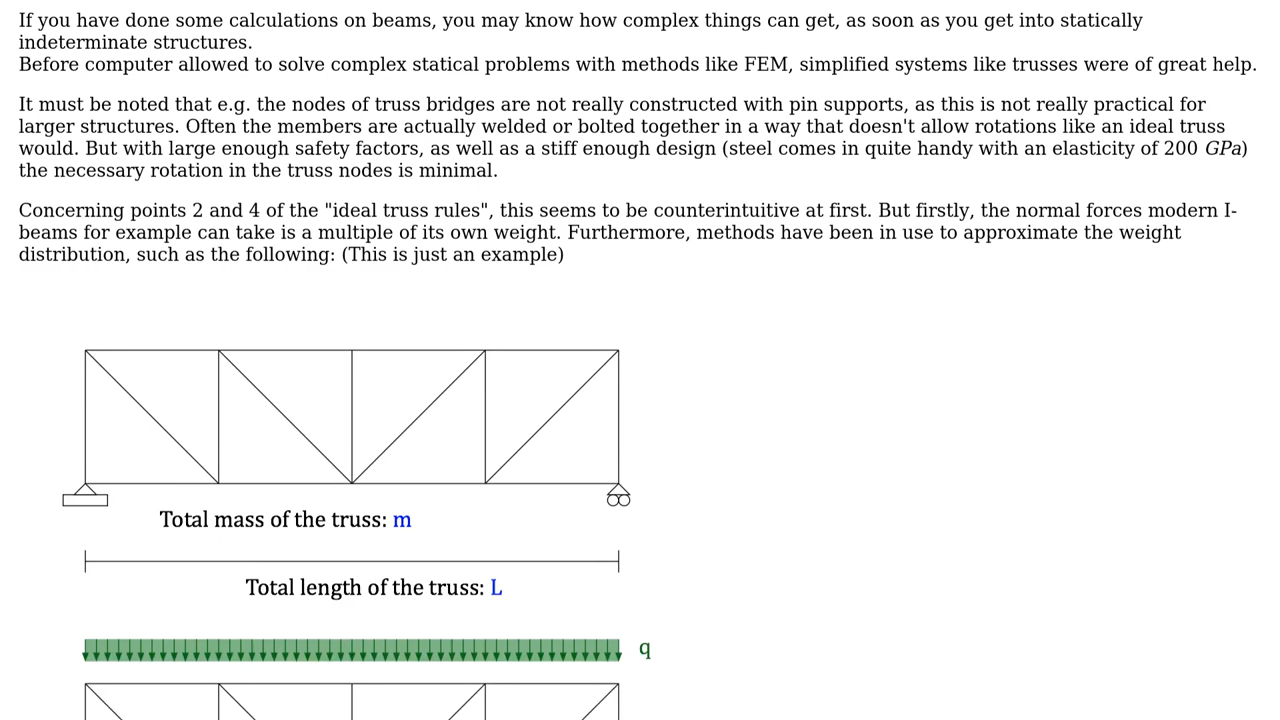 If you have done some calculations on beams, you may know how complex things can get, as soon as you get into statically
indeterminate structures.
Before computer allowed to solve complex statical problems with methods like FEM, simplified systems like trusses were of great help.
It must be noted that e.g. the nodes of truss bridges are not really constructed with pin supports, as this is not really practical for
larger structures. Often the members are actually welded or bolted together in a way that doesn't allow rotations like an ideal truss
would. But with large enough safety factors, as well as a stiff enough design (steel comes in quite handy with an elasticity of 200 GPa)
the necessary rotation in the truss nodes is minimal.
Concerning points 2 and 4 of the "ideal truss rules", this seems to be counterintuitive at first. But firstly, the normal forces modern I-
beams for example can take is a multiple of its own weight. Furthermore, methods have been in use to approximate the weight
distribution, such as the following: (This is just an example)
Total mass of the truss: m
Total length of the truss: L
q